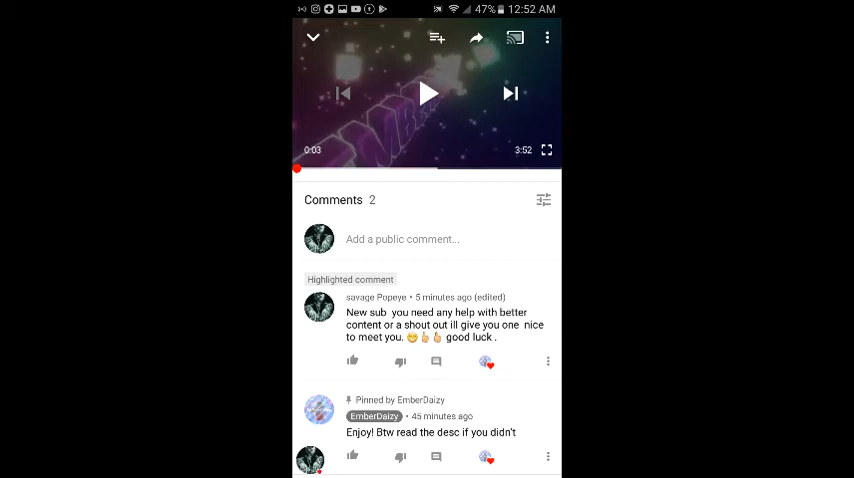 47% 12:52 AM
0:03
3:52
Comments 2
Add a public comment...
Highlighted comment
savage Popeye • 5 minutes ago (edited)
New sub you need any help with better
content or a shout out ill give you one nice
to meet you. 😁👆👍 good luck .
Pinned by EmberDaizy
EmberDaizy • 45 minutes ago
Enjoy! Btw read the desc if you didn't